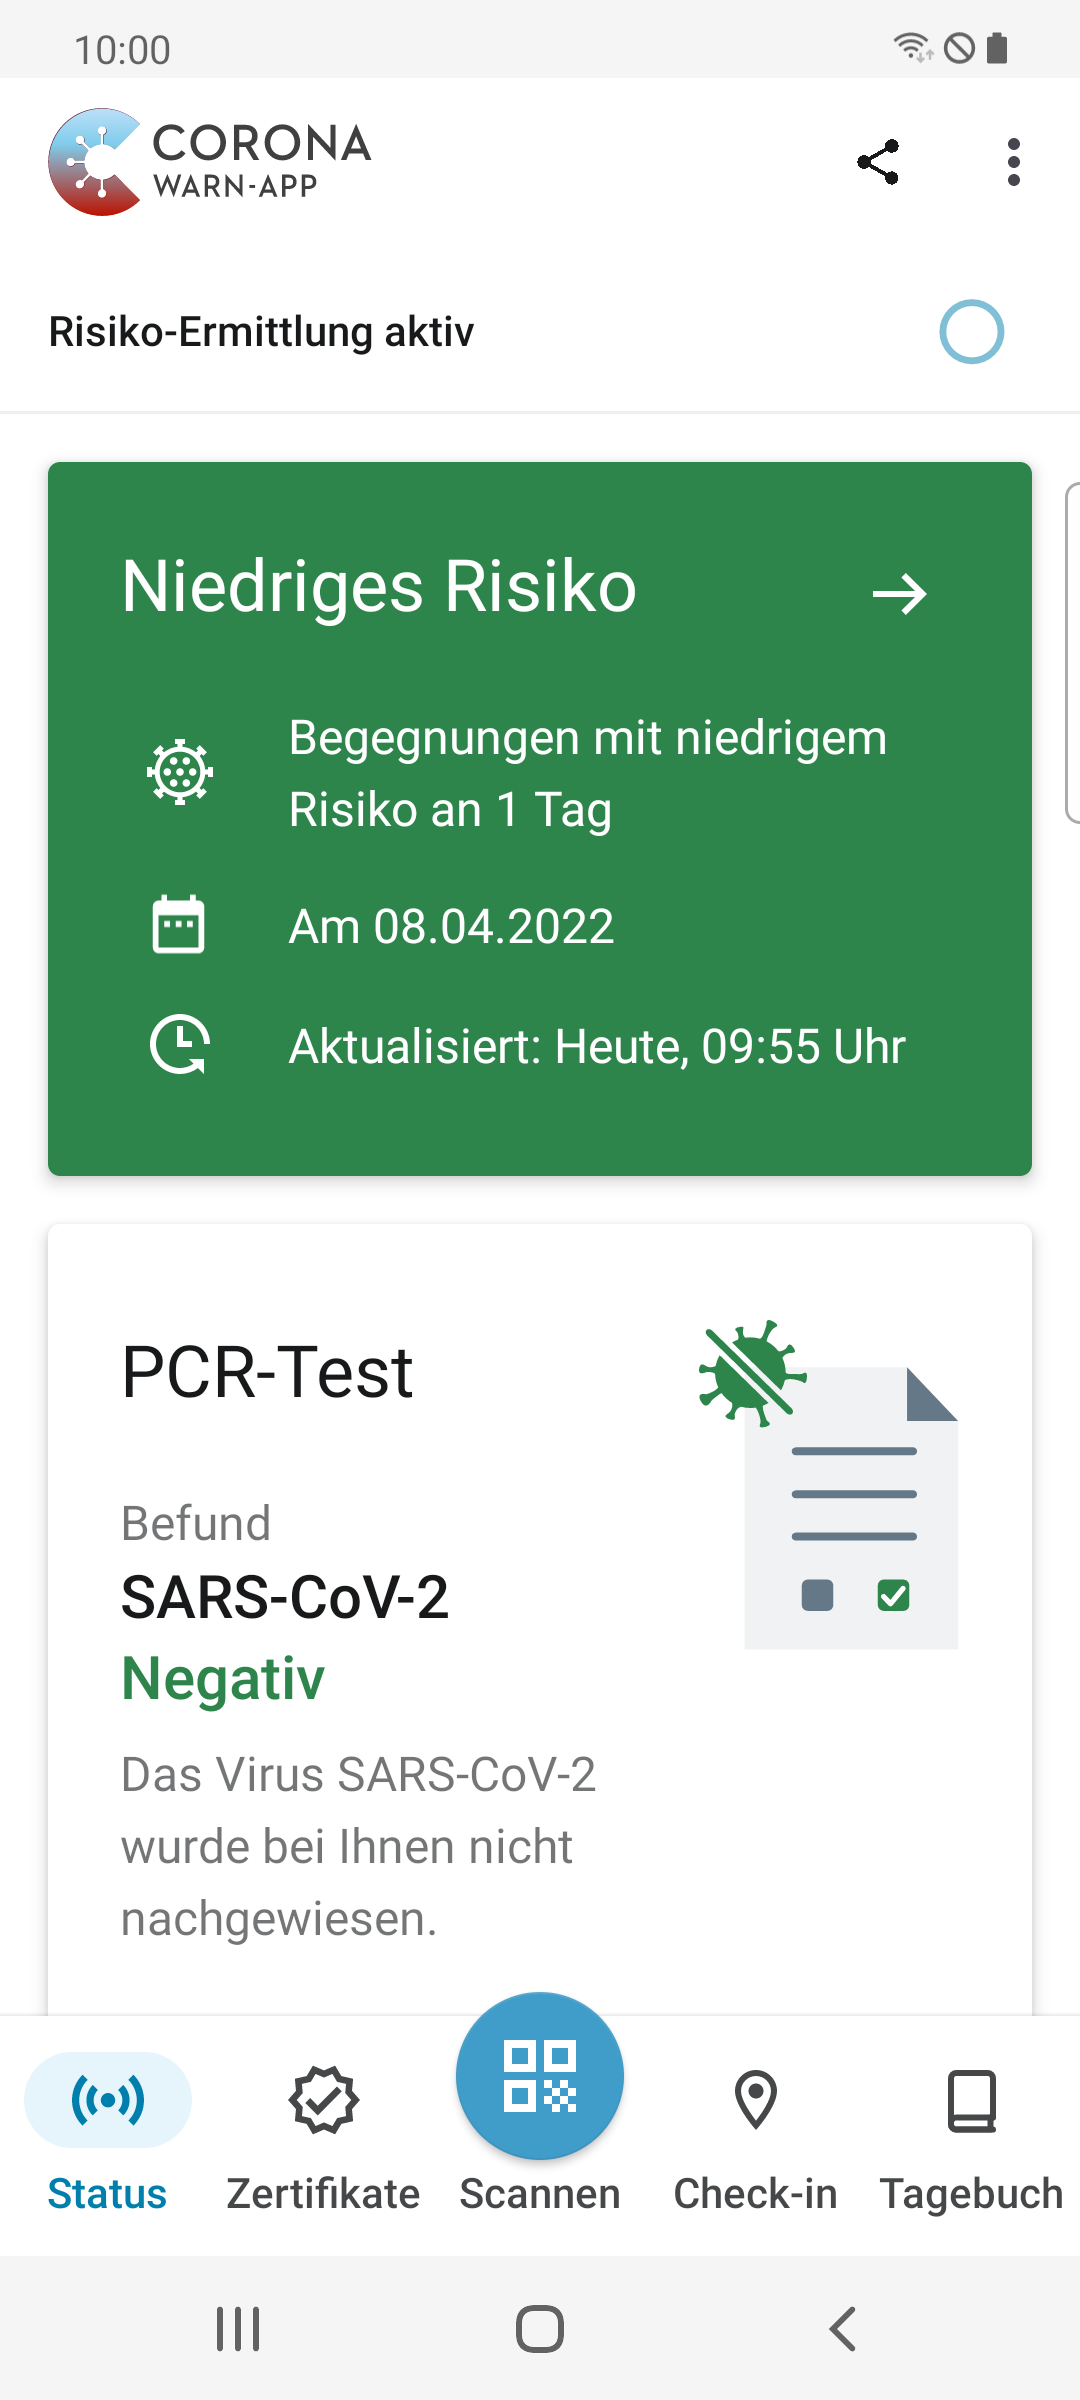 10:00
CORONA
WARN-APP
Risiko-Ermittlung aktiv
Niedriges Risiko
Begegnungen mit niedrigem
Risiko an 1 Tag
Am 08.04.2022
Aktualisiert: Heute, 09:55 Uhr
PCR-Test
Befund
SARS-CoV-2
Negativ
Das Virus SARS-CoV-2
wurde bei Ihnen nicht
nachgewiesen.
Status
Zertifikate
Scannen
Check-in
Tagebuch